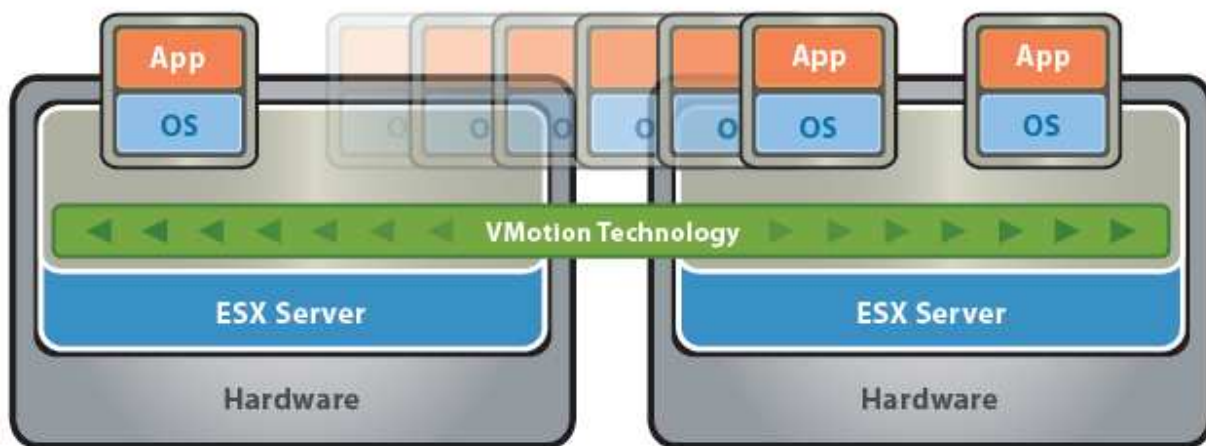 App
App
App
OS
O
O
O
O
O
OS
OS
VMotion Technology
ESX Server
ESX Server
Hardware
Hardware